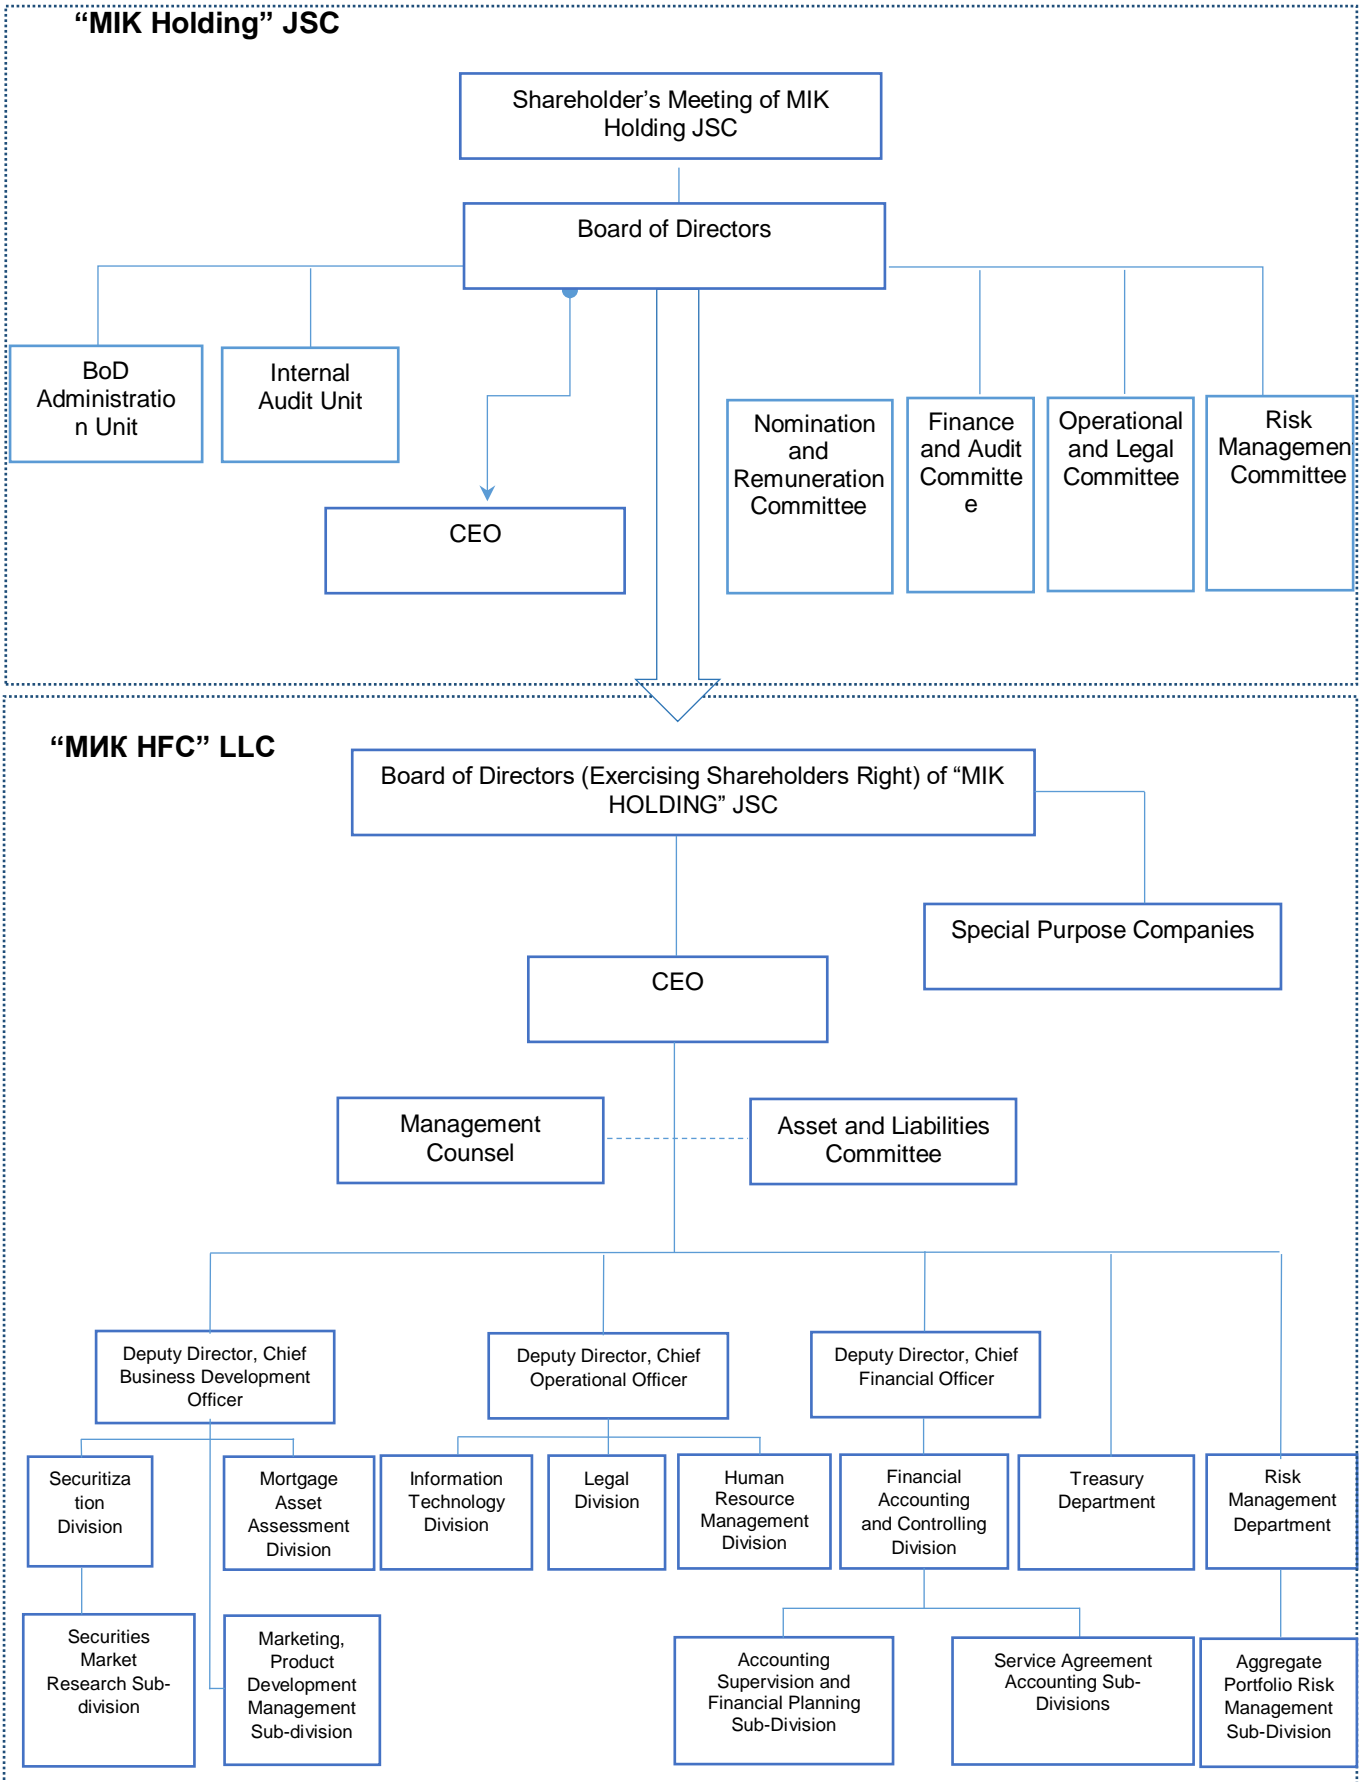 “MIK Holding” JSC
Shareholder’s Meeting of MIK
Holding JSC
Board of Directors
BoD
Administratio
n Unit
Internal
Audit Unit
CEO
Nomination
and
Remuneration
Committee
Finance
and Audit
Committe
e
Operational
and Legal
Committee
Risk
Managemen
Committee
“МИК HFC” LLC
Board of Directors (Exercising Shareholders Right) of “MIK
HOLDING” JSC
Special Purpose Companies
CEO
Management
Counsel
Asset and Liabilities
Committee
Deputy Director, Chief
Business Development
Officer
Deputy Director, Chief
Operational Officer
Deputy Director, Chief
Financial Officer
Securitiza
tion
Division
Mortgage
Asset
Assessment
Division
Information
Technology
Division
Legal
Division
Human
Resource
Management
Division
Financial
Accounting
and Controlling
Division
Treasury
Department
Risk
Management
Department
Securities
Market
Research Sub-
division
Marketing,
Product
Development
Management
Sub-division
Accounting
Supervision and
Financial Planning
Sub-Division
Service Agreement
Accounting Sub-
Divisions
Aggregate
Portfolio Risk
Management
Sub-Division